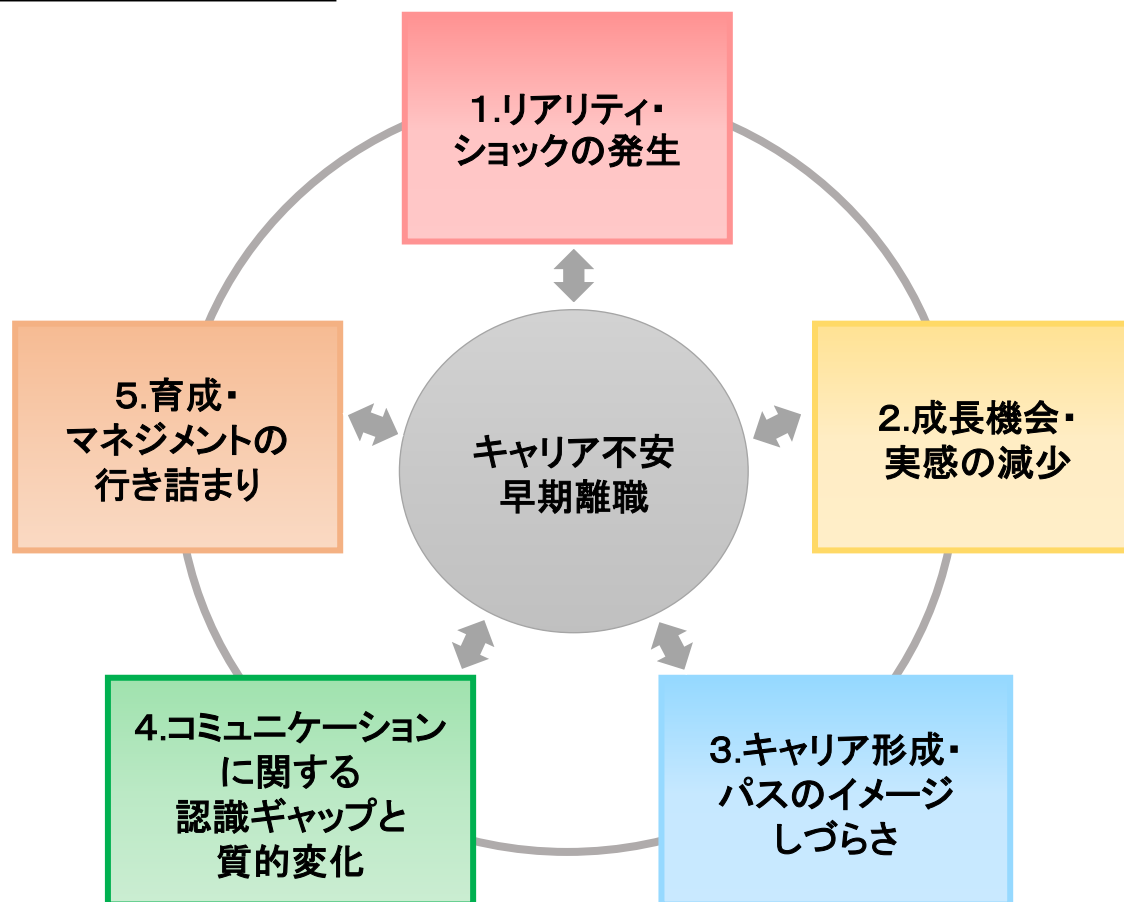 1.リアリティ・
ショックの発生
5.育成・
マネジメントの
行き詰まり
キャリア不安
早期離職
2.成長機会・
実感の減少
4.コミュニケーション
に関する
認識ギャップと
質的変化
3.キャリア形成・
パスのイメージ
しづらさ